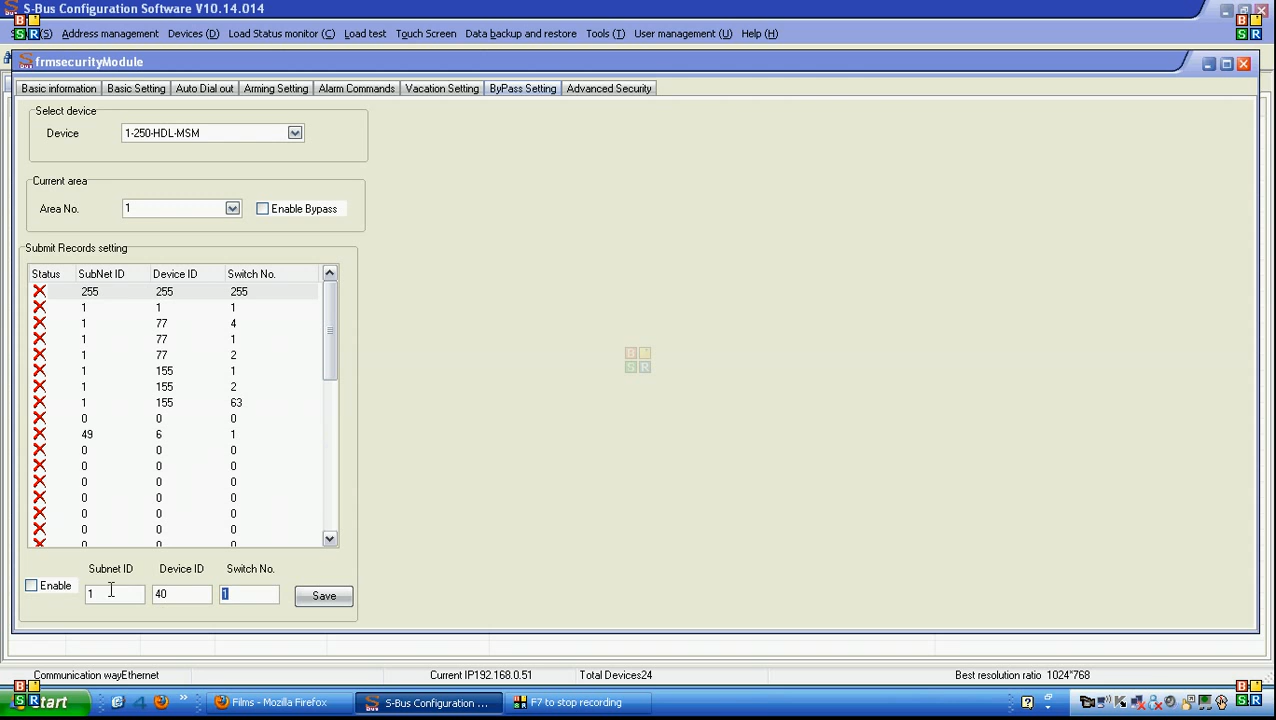 S-Bus Configuration Software V10.14.014
(S) Address management Devices (D) Load Status monitor (C) Load test Touch Screen Data backup and restore Tools (T) User management (U) Help (H)
frmsecurityModule
Basic information Basic Setting Auto Dial out Arming Setting Alarm Commands Vacation Setting ByPass Setting Advanced Security
Select device
Device 1-250-HDL-MSM
Current area
Area No. 1 Enable Bypass
Submit Records setting
Status SubNet ID Device ID Switch No.
255 255 255
1 1 1
1 77 4
1 77 1
1 77 2
1 155 1
1 155 2
1 155 63
0 0 0
49 6 1
0 0 0
0 0 0
0 0 0
0 0 0
0 0 0
0 0 0
0 0 0
Subnet ID Device ID Switch No.
Enable 1 40 1 Save
Communication wayEthernet Current IP192.168.0.51 Total Devices24 Best resolution ratio 1024*768
Start Films - Mozilla Firefox S-Bus Configuration ... F7 to stop recording 7:02 PM